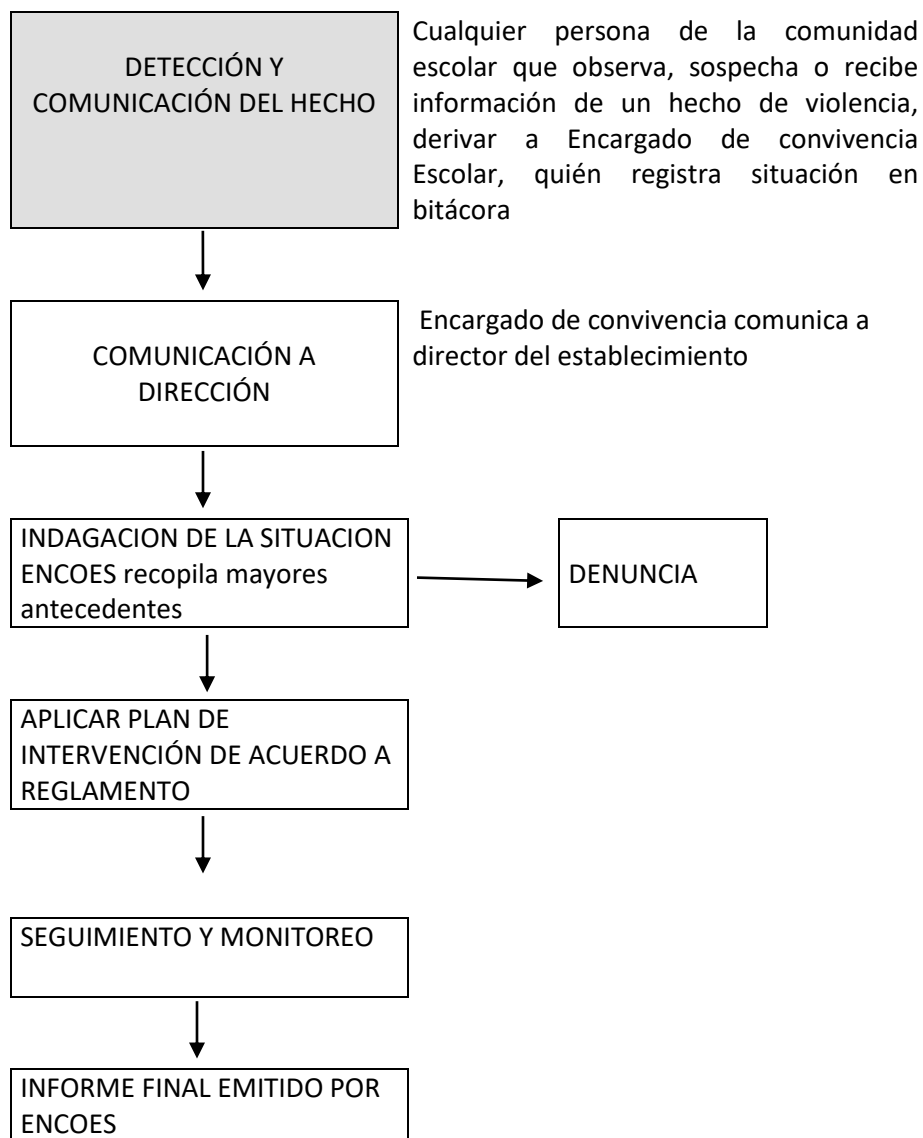 DETECCIÓN Y
COMUNICACIÓN DEL HECHO
Cualquier persona de la comunidad
escolar que observa, sospecha o recibe
información de un hecho de violencia,
derivar a Encargado de convivencia
Escolar, quién registra situación en
bitácora
COMUNICACIÓN A
DIRECCIÓN
Encargado de convivencia comunica a
director del establecimiento
INDAGACION DE LA SITUACION
ENCOES recopila mayores
antecedentes
DENUNCIA
APLICAR PLAN DE
INTERVENCIÓN DE ACUERDO A
REGLAMENTO
SEGUIMIENTO Y MONITOREO
INFORME FINAL EMITIDO POR
ENCOES